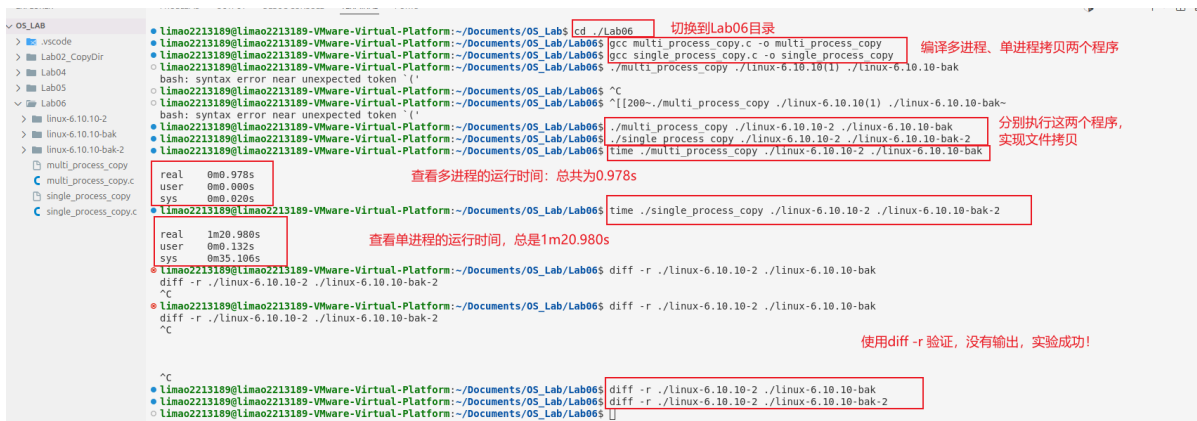 OS_LAB
.vscode
Lab02_CopyDir
Lab04
Lab05
Lab06
linux-6.10.10-2
linux-6.10.10-bak
linux-6.10.10-bak-2
multi_process_copy
multi_process_copy.c
single_process_copy
single_process_copy.c
limao2213189@limao2213189-VMware-Virtual-Platform:~/Documents/OS_Lab$ cd ./Lab06 切换到Lab06目录
limao2213189@limao2213189-VMware-Virtual-Platform:~/Documents/OS_Lab/Lab06$ gcc multi_process_copy.c -o multi_process_copy
limao2213189@limao2213189-VMware-Virtual-Platform:~/Documents/OS_Lab/Lab06$ gcc single_process_copy.c -o single_process_copy
编译多进程、单进程拷贝两个程序
limao2213189@limao2213189-VMware-Virtual-Platform:~/Documents/OS_Lab/Lab06$ ./multi_process_copy ./linux-6.10.10(1) ./linux-6.10.10-bak
bash: syntax error near unexpected token `('
limao2213189@limao2213189-VMware-Virtual-Platform:~/Documents/OS_Lab/Lab06$ ^C
limao2213189@limao2213189-VMware-Virtual-Platform:~/Documents/OS_Lab/Lab06$ ^[[200~./multi_process_copy ./linux-6.10.10(1) ./linux-6.10.10-bak~
bash: syntax error near unexpected token `('
limao2213189@limao2213189-VMware-Virtual-Platform:~/Documents/OS_Lab/Lab06$ ./multi_process_copy ./linux-6.10.10-2 ./linux-6.10.10-bak
limao2213189@limao2213189-VMware-Virtual-Platform:~/Documents/OS_Lab/Lab06$ ./single_process_copy ./linux-6.10.10-2 ./linux-6.10.10-bak-2
limao2213189@limao2213189-VMware-Virtual-Platform:~/Documents/OS_Lab/Lab06$ time ./multi_process_copy ./linux-6.10.10-2 ./linux-6.10.10-bak
分别执行这两个程序，
实现文件拷贝
real 0m0.978s
user 0m0.000s
sys 0m0.020s
查看多进程的运行时间：总共为0.978s
limao2213189@limao2213189-VMware-Virtual-Platform:~/Documents/OS_Lab/Lab06$ time ./single_process_copy ./linux-6.10.10-2 ./linux-6.10.10-bak-2
real 1m20.980s
user 0m0.132s
sys 0m35.106s
查看单进程的运行时间，总是1m20.980s
limao2213189@limao2213189-VMware-Virtual-Platform:~/Documents/OS_Lab/Lab06$ diff -r ./linux-6.10.10-2 ./linux-6.10.10-bak
diff -r ./linux-6.10.10-2 ./linux-6.10.10-bak-2
^C
limao2213189@limao2213189-VMware-Virtual-Platform:~/Documents/OS_Lab/Lab06$ diff -r ./linux-6.10.10-2 ./linux-6.10.10-bak
diff -r ./linux-6.10.10-2 ./linux-6.10.10-bak-2
^C
使用diff -r 验证，没有输出，实验成功！
^C
limao2213189@limao2213189-VMware-Virtual-Platform:~/Documents/OS_Lab/Lab06$ diff -r ./linux-6.10.10-2 ./linux-6.10.10-bak
limao2213189@limao2213189-VMware-Virtual-Platform:~/Documents/OS_Lab/Lab06$ diff -r ./linux-6.10.10-2 ./linux-6.10.10-bak-2
limao2213189@limao2213189-VMware-Virtual-Platform:~/Documents/OS_Lab/Lab06$